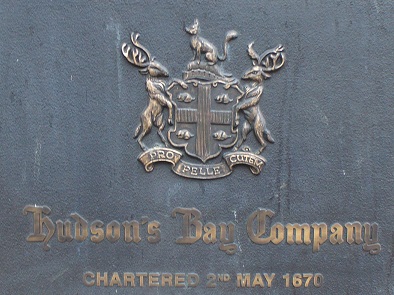 PRO PELLE CUTEM
Hudson's Bay Company
CHARTERED 2ND MAY 1670